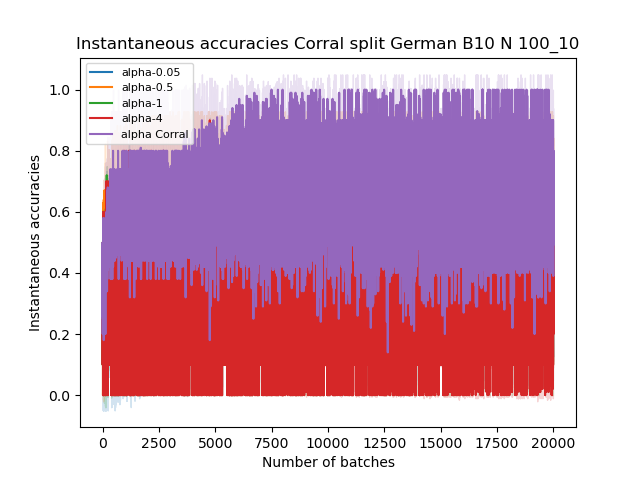 Instantaneous accuracies Corral split German B10 N 100_10
alpha-0.05
alpha-0.5
alpha-1
alpha-4
alpha Corral
1.0
0.8
0.6
0.4
0.2
0.0
Instantaneous accuracies
0 2500 5000 7500 10000 12500 15000 17500 20000
Number of batches